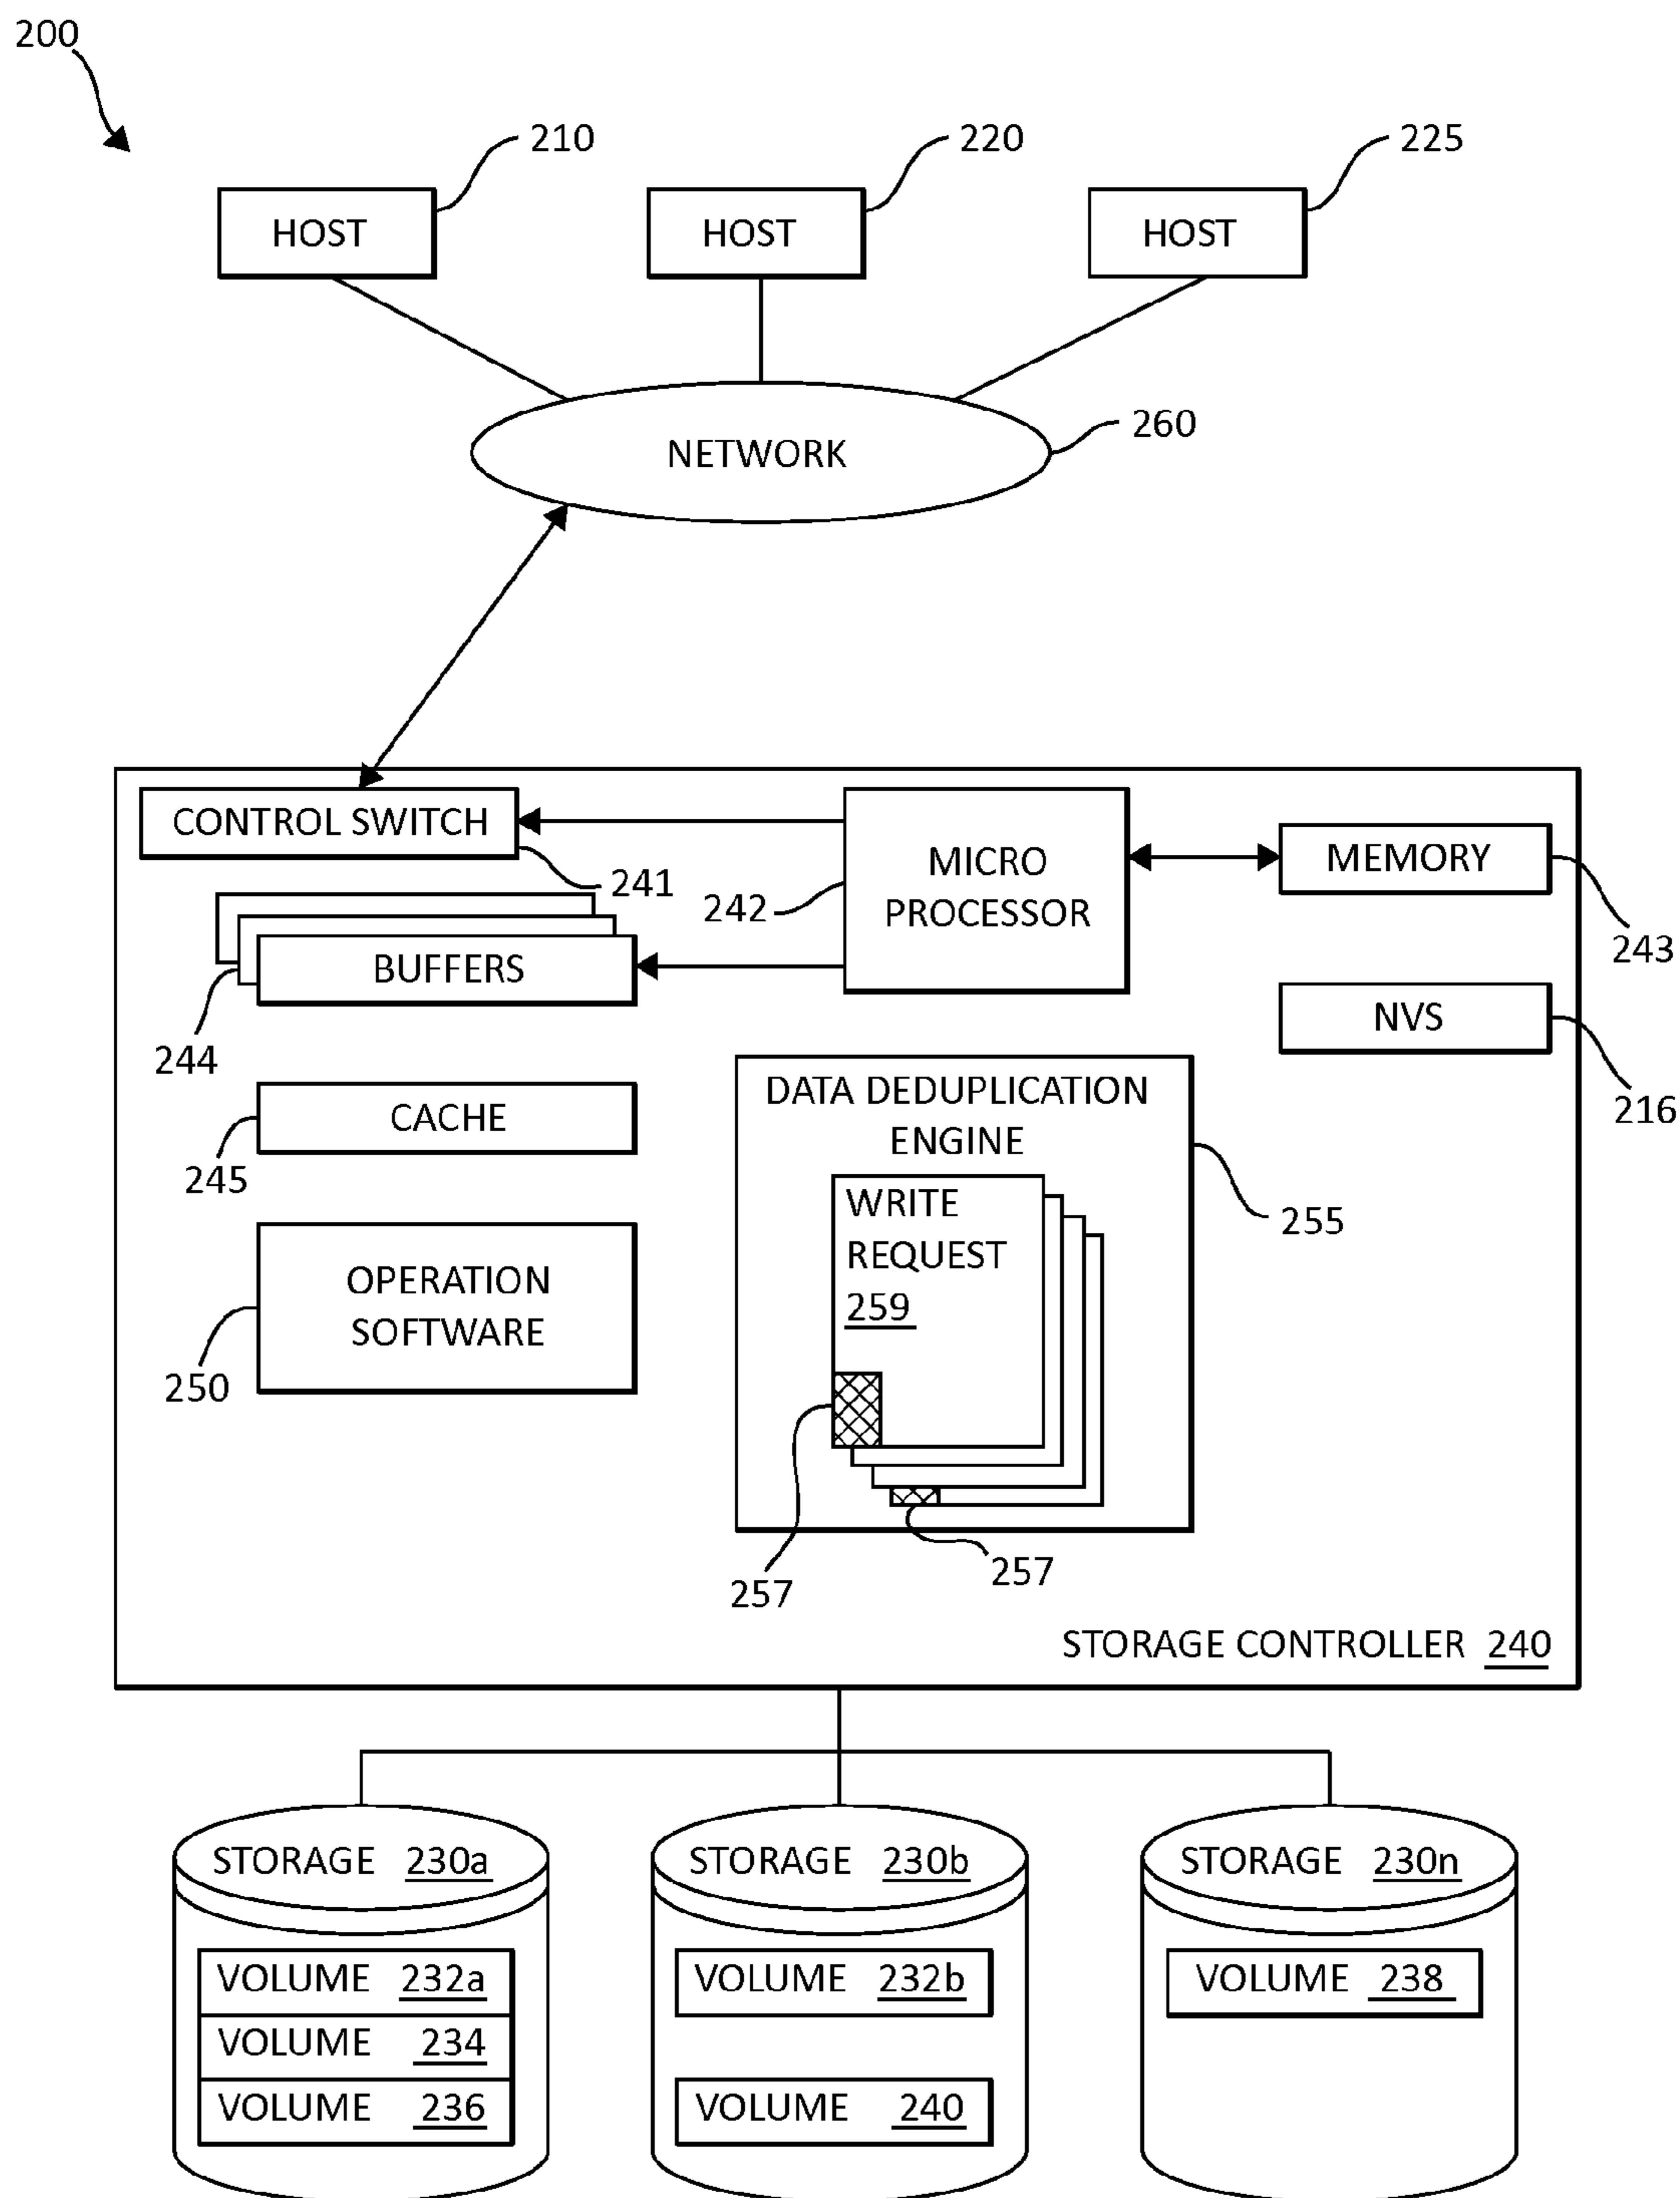 200
210
220
225
HOST
HOST
HOST
260
NETWORK
CONTROL SWITCH
241
MICRO
PROCESSOR
242
MEMORY
243
BUFFERS
244
NVS
216
CACHE
245
DATA DEDUPLICATION
ENGINE
255
WRITE
REQUEST
259
OPERATION
SOFTWARE
250
257
257
STORAGE CONTROLLER 240
STORAGE 230a
VOLUME 232a
VOLUME 234
VOLUME 236
STORAGE 230b
VOLUME 232b
VOLUME 240
STORAGE 230n
VOLUME 238